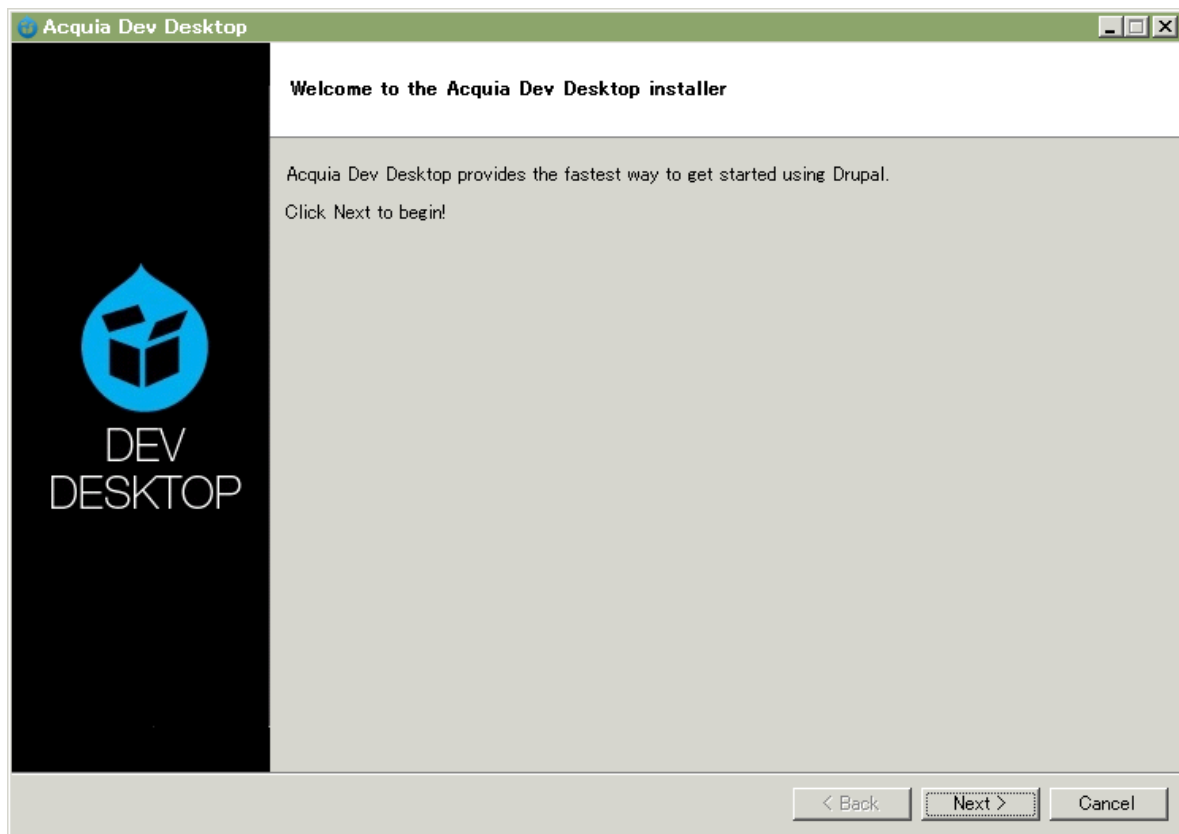 Acquia Dev Desktop
Welcome to the Acquia Dev Desktop installer
Acquia Dev Desktop provides the fastest way to get started using Drupal.
Click Next to begin!
DEV
DESKTOP
< Back
Next >
Cancel